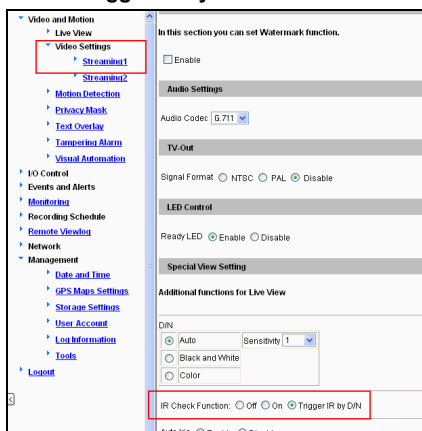 Video and Motion
Live View
Video Settings
Streaming1
Streaming2
Motion Detection
Privacy Mask
Text Overlay
Tampering Alarm
Visual Automation
I/O Control
Events and Alerts
Monitoring
Recording Schedule
Remote Viewlog
Network
Management
Date and Time
GPS Maps Settings
Storage Settings
User Account
Log Information
Tools
Logout
In this section you can set Watermark function.
Enable
Audio Settings
Audio Codec G.711
TV-Out
Signal Format NTSC PAL Disable
LED Control
Ready LED Enable Disable
Special View Setting
Additional functions for Live View
D/N
Auto Sensitivity 1
Black and White
Color
IR Check Function: Off On Trigger IR by D/N